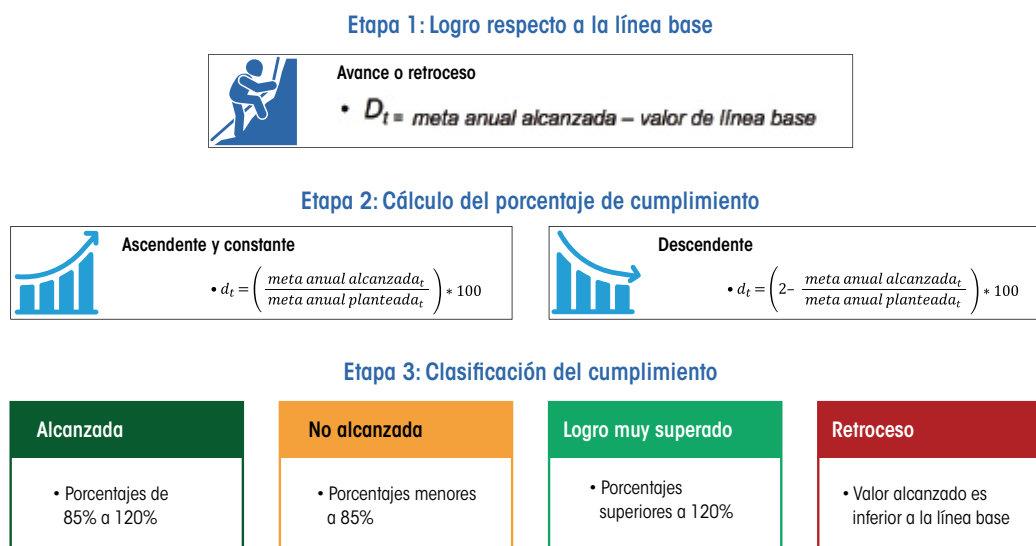 Etapa 1: Logro respecto a la línea base
Avance o retroceso
• Dt = meta anual alcanzada – valor de línea base
Etapa 2: Cálculo del porcentaje de cumplimiento
Ascendente y constante
• dt = ( meta anual alcanzadat / meta anual planteadat ) * 100
Descendente
• dt = ( 2– meta anual alcanzadat / meta anual planteadat ) * 100
Etapa 3: Clasificación del cumplimiento
Alcanzada
• Porcentajes de
85% a 120%
No alcanzada
• Porcentajes menores
a 85%
Logro muy superado
• Porcentajes
superiores a 120%
Retroceso
• Valor alcanzado es
inferior a la línea base